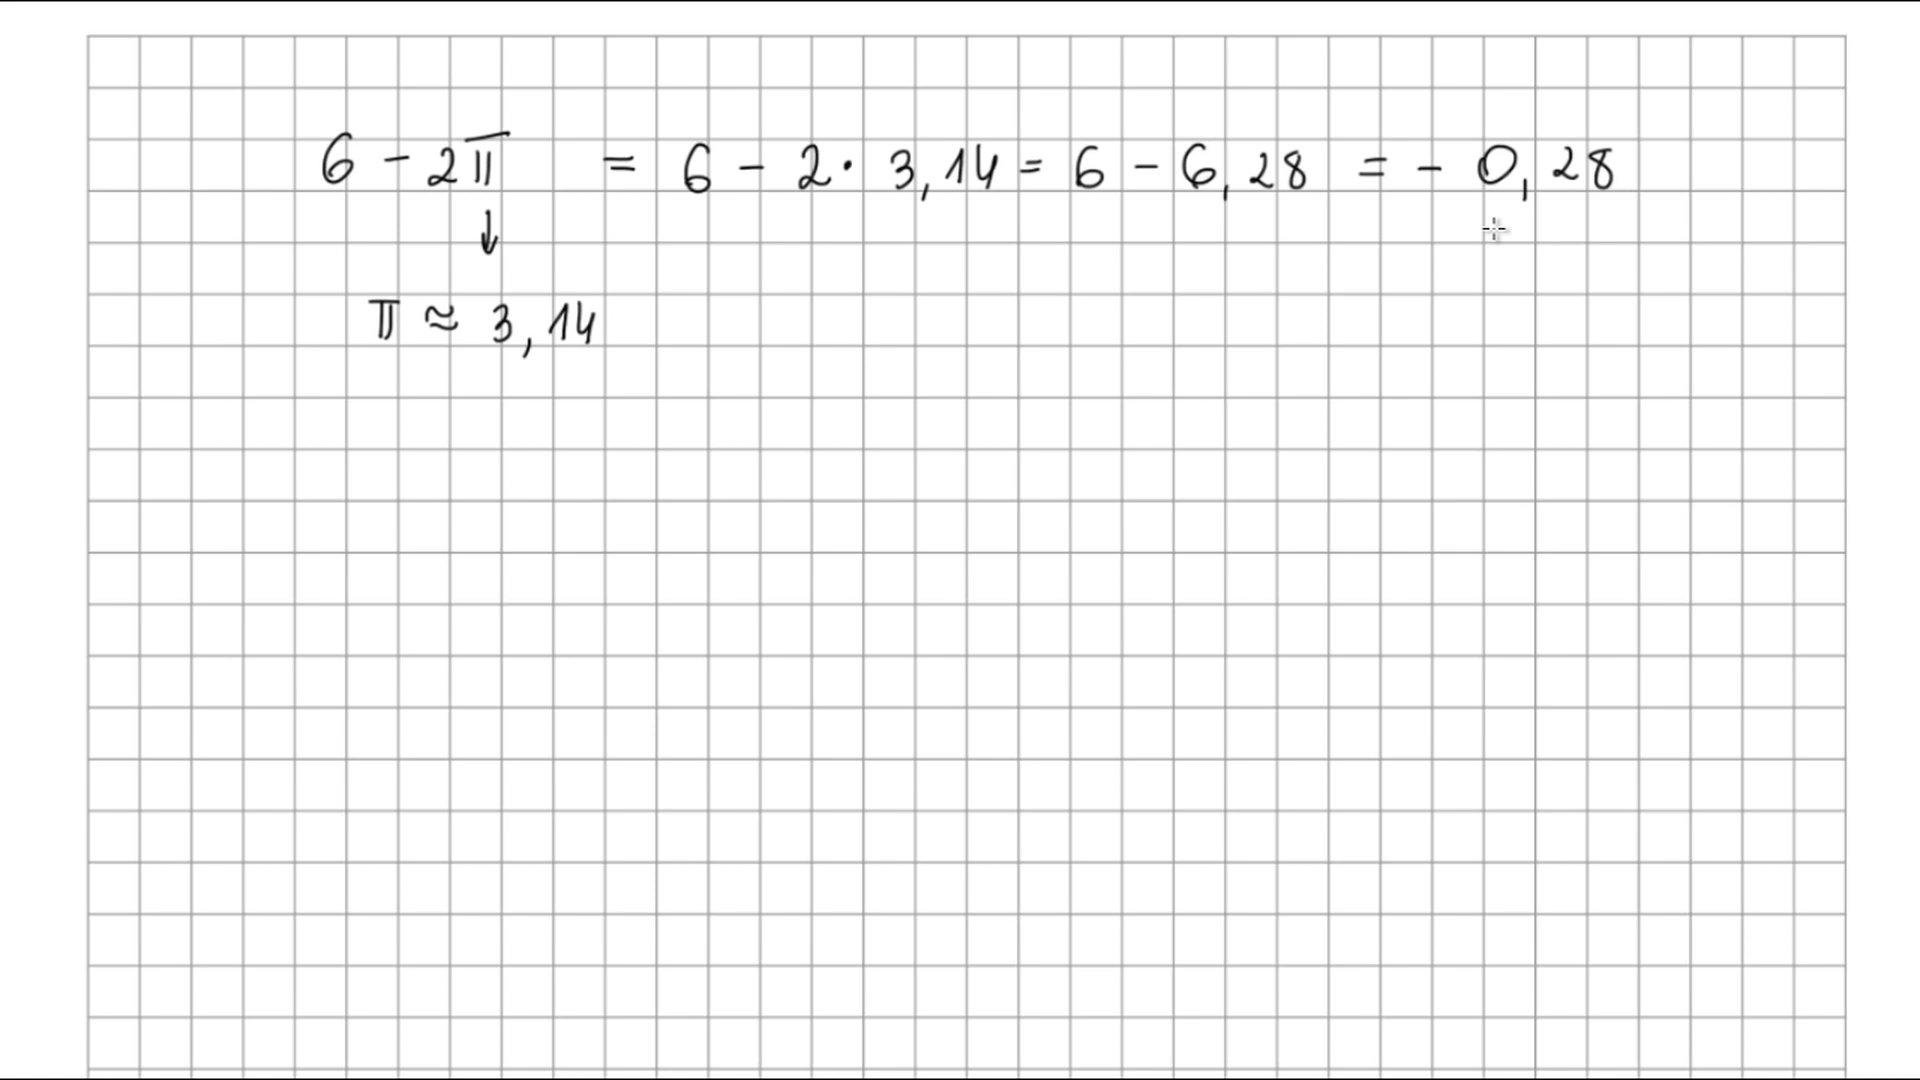 6 - 2π = 6 - 2 · 3,14 = 6 - 6,28 = - 0,28
↓
π ≈ 3,14